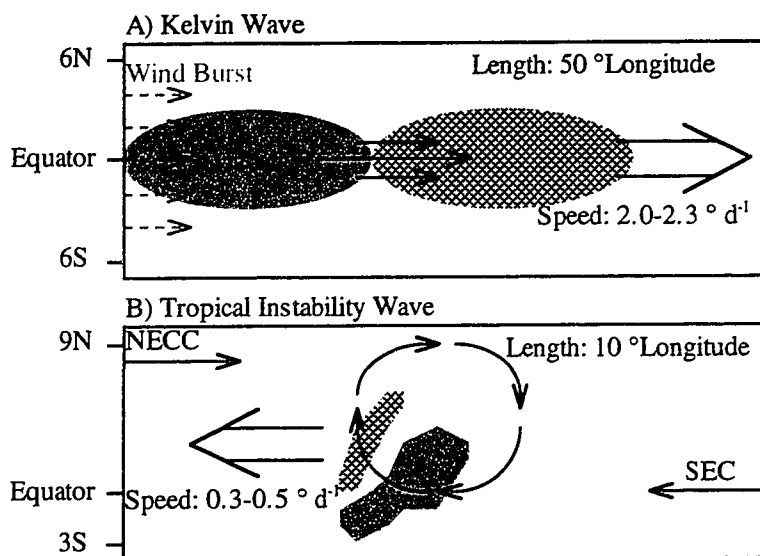 A) Kelvin Wave
6N
Wind Burst
Length: 50 °Longitude
Equator
Speed: 2.0-2.3 ° d-1
6S
B) Tropical Instability Wave
9N
NECC
Length: 10 °Longitude
SEC
Equator
Speed: 0.3-0.5 ° d-1
3S